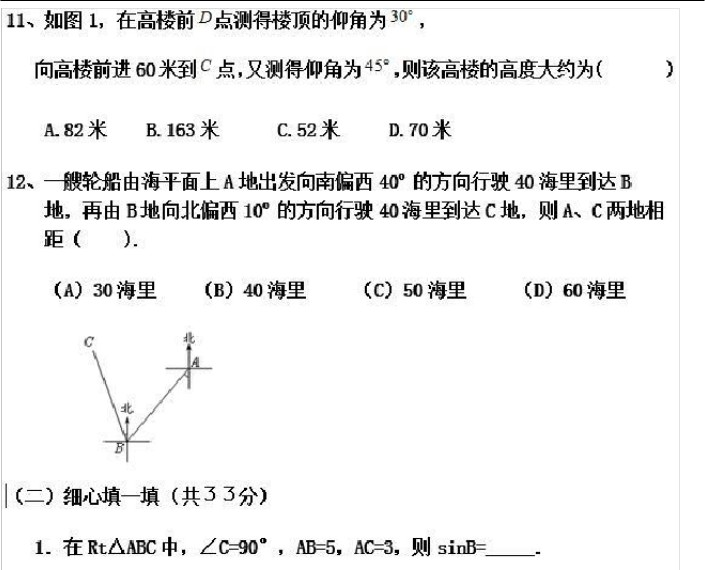 11、如图 1，在高楼前 D 点测得楼顶的仰角为 30°，
向高楼前进 60 米到 C 点，又测得仰角为 45°，则该高楼的高度大约为(    )
A. 82 米 B. 163 米 C. 52 米 D. 70 米
12、一艘轮船由海平面上 A 地出发向南偏西 40° 的方向行驶 40 海里到达 B
地，再由 B 地向北偏西 10° 的方向行驶 40 海里到达 C 地，则 A、C 两地相
距（    ）.
（A）30 海里 （B）40 海里 （C）50 海里 （D）60 海里
C 北
A
北
B
（二）细心填一填（共３３分）
1. 在 Rt△ABC 中，∠C=90°，AB=5，AC=3，则 sinB=_____.